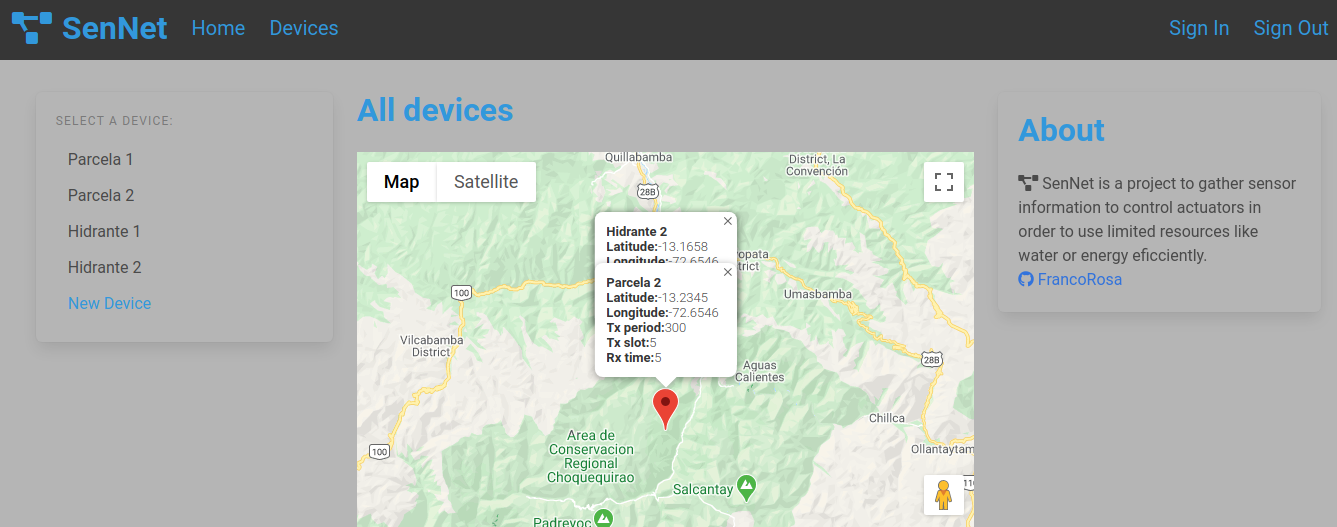 SenNet Home Devices Sign In Sign Out
SELECT A DEVICE:
Parcela 1
Parcela 2
Hidrante 1
Hidrante 2
New Device
All devices
Map Satellite
Quillabamba
District, La
Convención
28B
Hidrante 2
Latitude:-13.1658
Longitude:-72.6546
opata
trict
Parcela 2
Latitude:-13.2345
Longitude:-72.6546
Tx period:300
Tx slot:5
Rx time:5
100
Umasbamba
Vilcabamba
District
28B
Aguas
Calientes
Chillca
Area de
Conservacion
Regional
Choquequirao
100
Ollantaytam
Salcantay
11
Padreyoc
About
SenNet is a project to gather sensor
information to control actuators in
order to use limited resources like
water or energy eficciently.
FrancoRosa